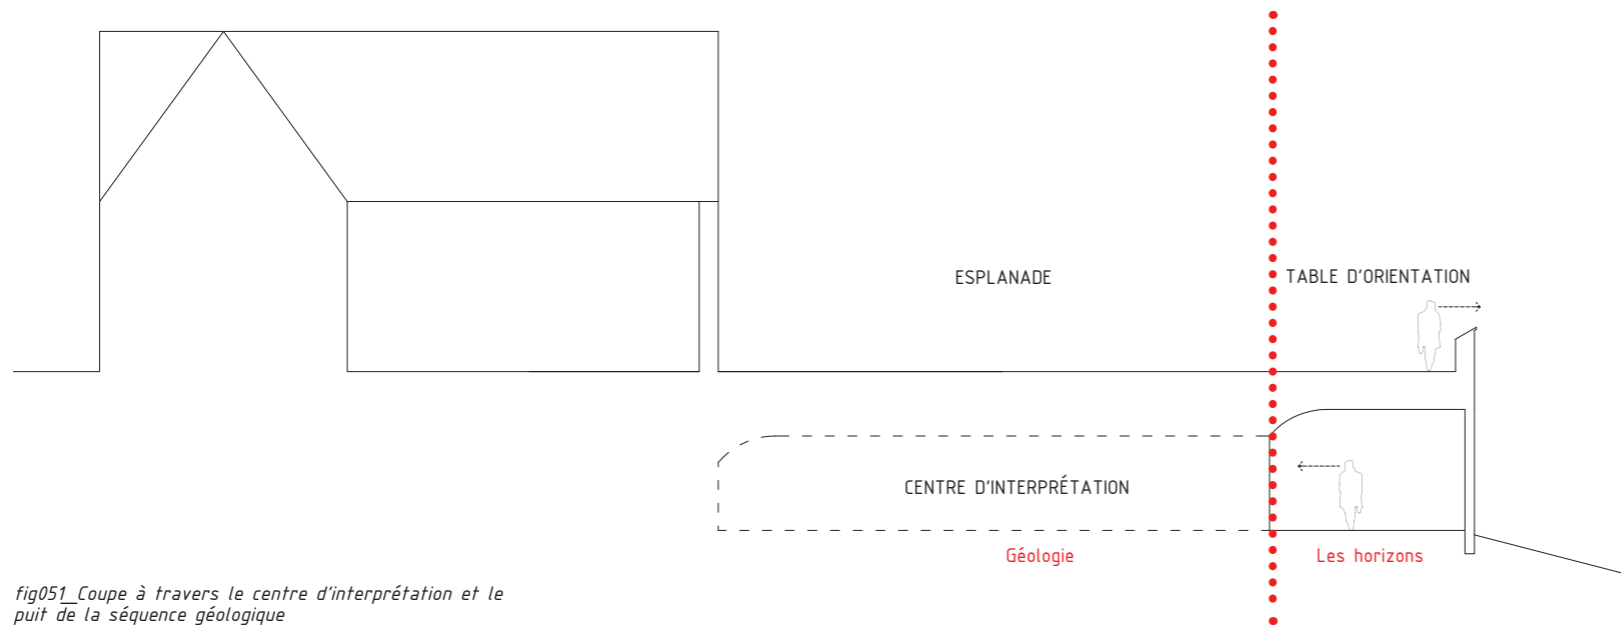 ESPLANADE
TABLE D'ORIENTATION
CENTRE D'INTERPRÉTATION
Géologie
Les horizons
fig051_Coupe à travers le centre d'interprétation et le
puit de la séquence géologique